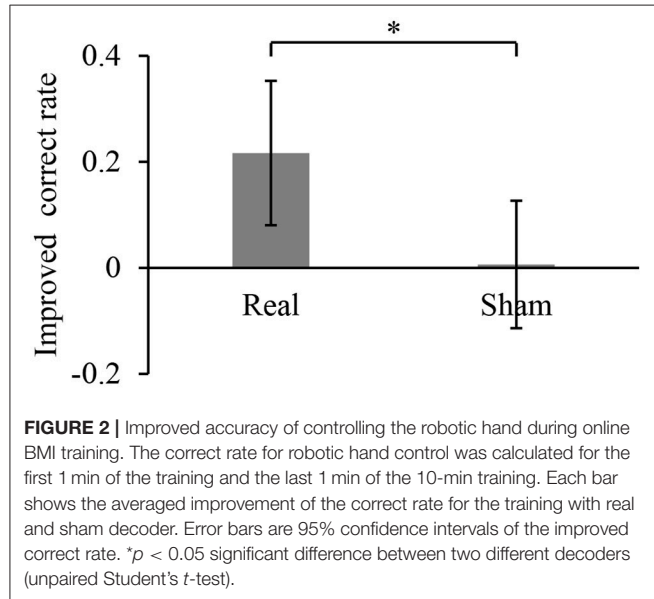 *
0.4
0.2
0
-0.2
Improved correct rate
Real Sham
FIGURE 2 | Improved accuracy of controlling the robotic hand during online
BMI training. The correct rate for robotic hand control was calculated for the
first 1 min of the training and the last 1 min of the 10-min training. Each bar
shows the averaged improvement of the correct rate for the training with real
and sham decoder. Error bars are 95% confidence intervals of the improved
correct rate. *p < 0.05 significant difference between two different decoders
(unpaired Student's t-test).